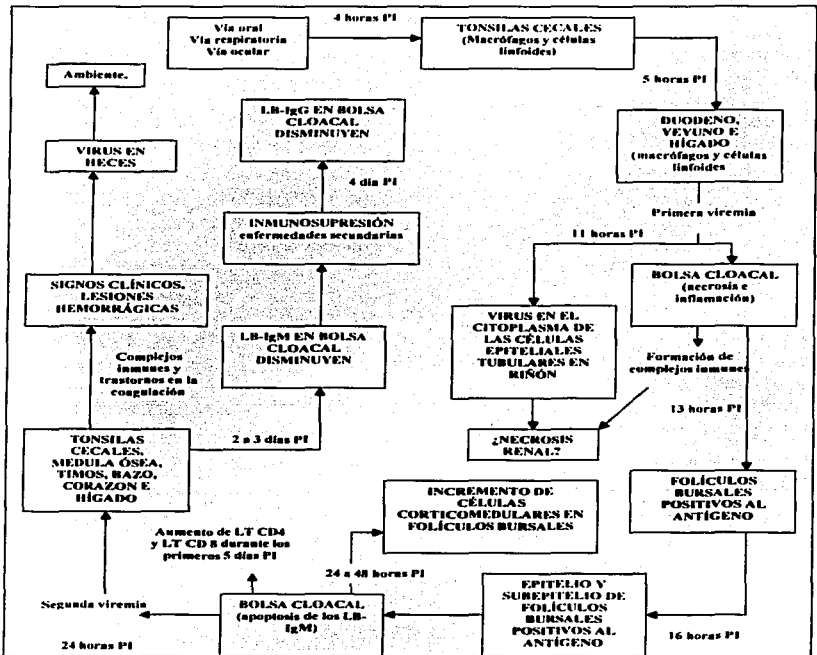 Vía oral
Vía respiratoria
Vía ocular
4 horas PI
TONSILAS CECALES
(Macrófagos y células
linfoides)
5 horas PI
DUODENO,
YEYUNO E
HÍGADO
(macrófagos y células
linfoides
Primera viremia
11 horas PI
BOLSA CLOACAL
(necrosis e
inflamación)
VIRUS EN EL
CITOPLASMA DE
LAS CÉLULAS
EPITELIALES
TUBULARES EN
RIÑÓN
Formación de
complejos inmunes
¿NECROSIS
RENAL?
13 horas PI
FOLÍCULOS
BURSALES
POSITIVOS AL
ANTÍGENO
16 horas PI
EPITELIO Y
SUBEPITELIO DE
FOLÍCULOS
BURSALES
POSITIVOS AL
ANTÍGENO
BOLSA CLOACAL
(apoptosis de los LB-
IgM)
24 a 48 horas PI
INCREMENTO DE
CÉLULAS
CORTICOMEDULARES EN
FOLÍCULOS BURSALES
Aumento de LT CD4
y LT CD 8 durante los
primeros 5 días PI
Segunda viremia
24 horas PI
TONSILAS
CECALES,
MEDULA ÓSEA,
TIMOS, BAZO,
CORAZON E
HÍGADO
2 a 3 días PI
LB-IgM EN BOLSA
CLOACAL
DISMINUYEN
INMUNOSUPRESIÓN
enfermedades secundarias
4 día PI
LB-IgG EN BOLSA
CLOACAL
DISMINUYEN
Complejos
inmunes y
trastornos en la
coagulación
SIGNOS CLÍNICOS,
LESIONES
HEMORRÁGICAS
VIRUS EN
HECES
Ambiente.